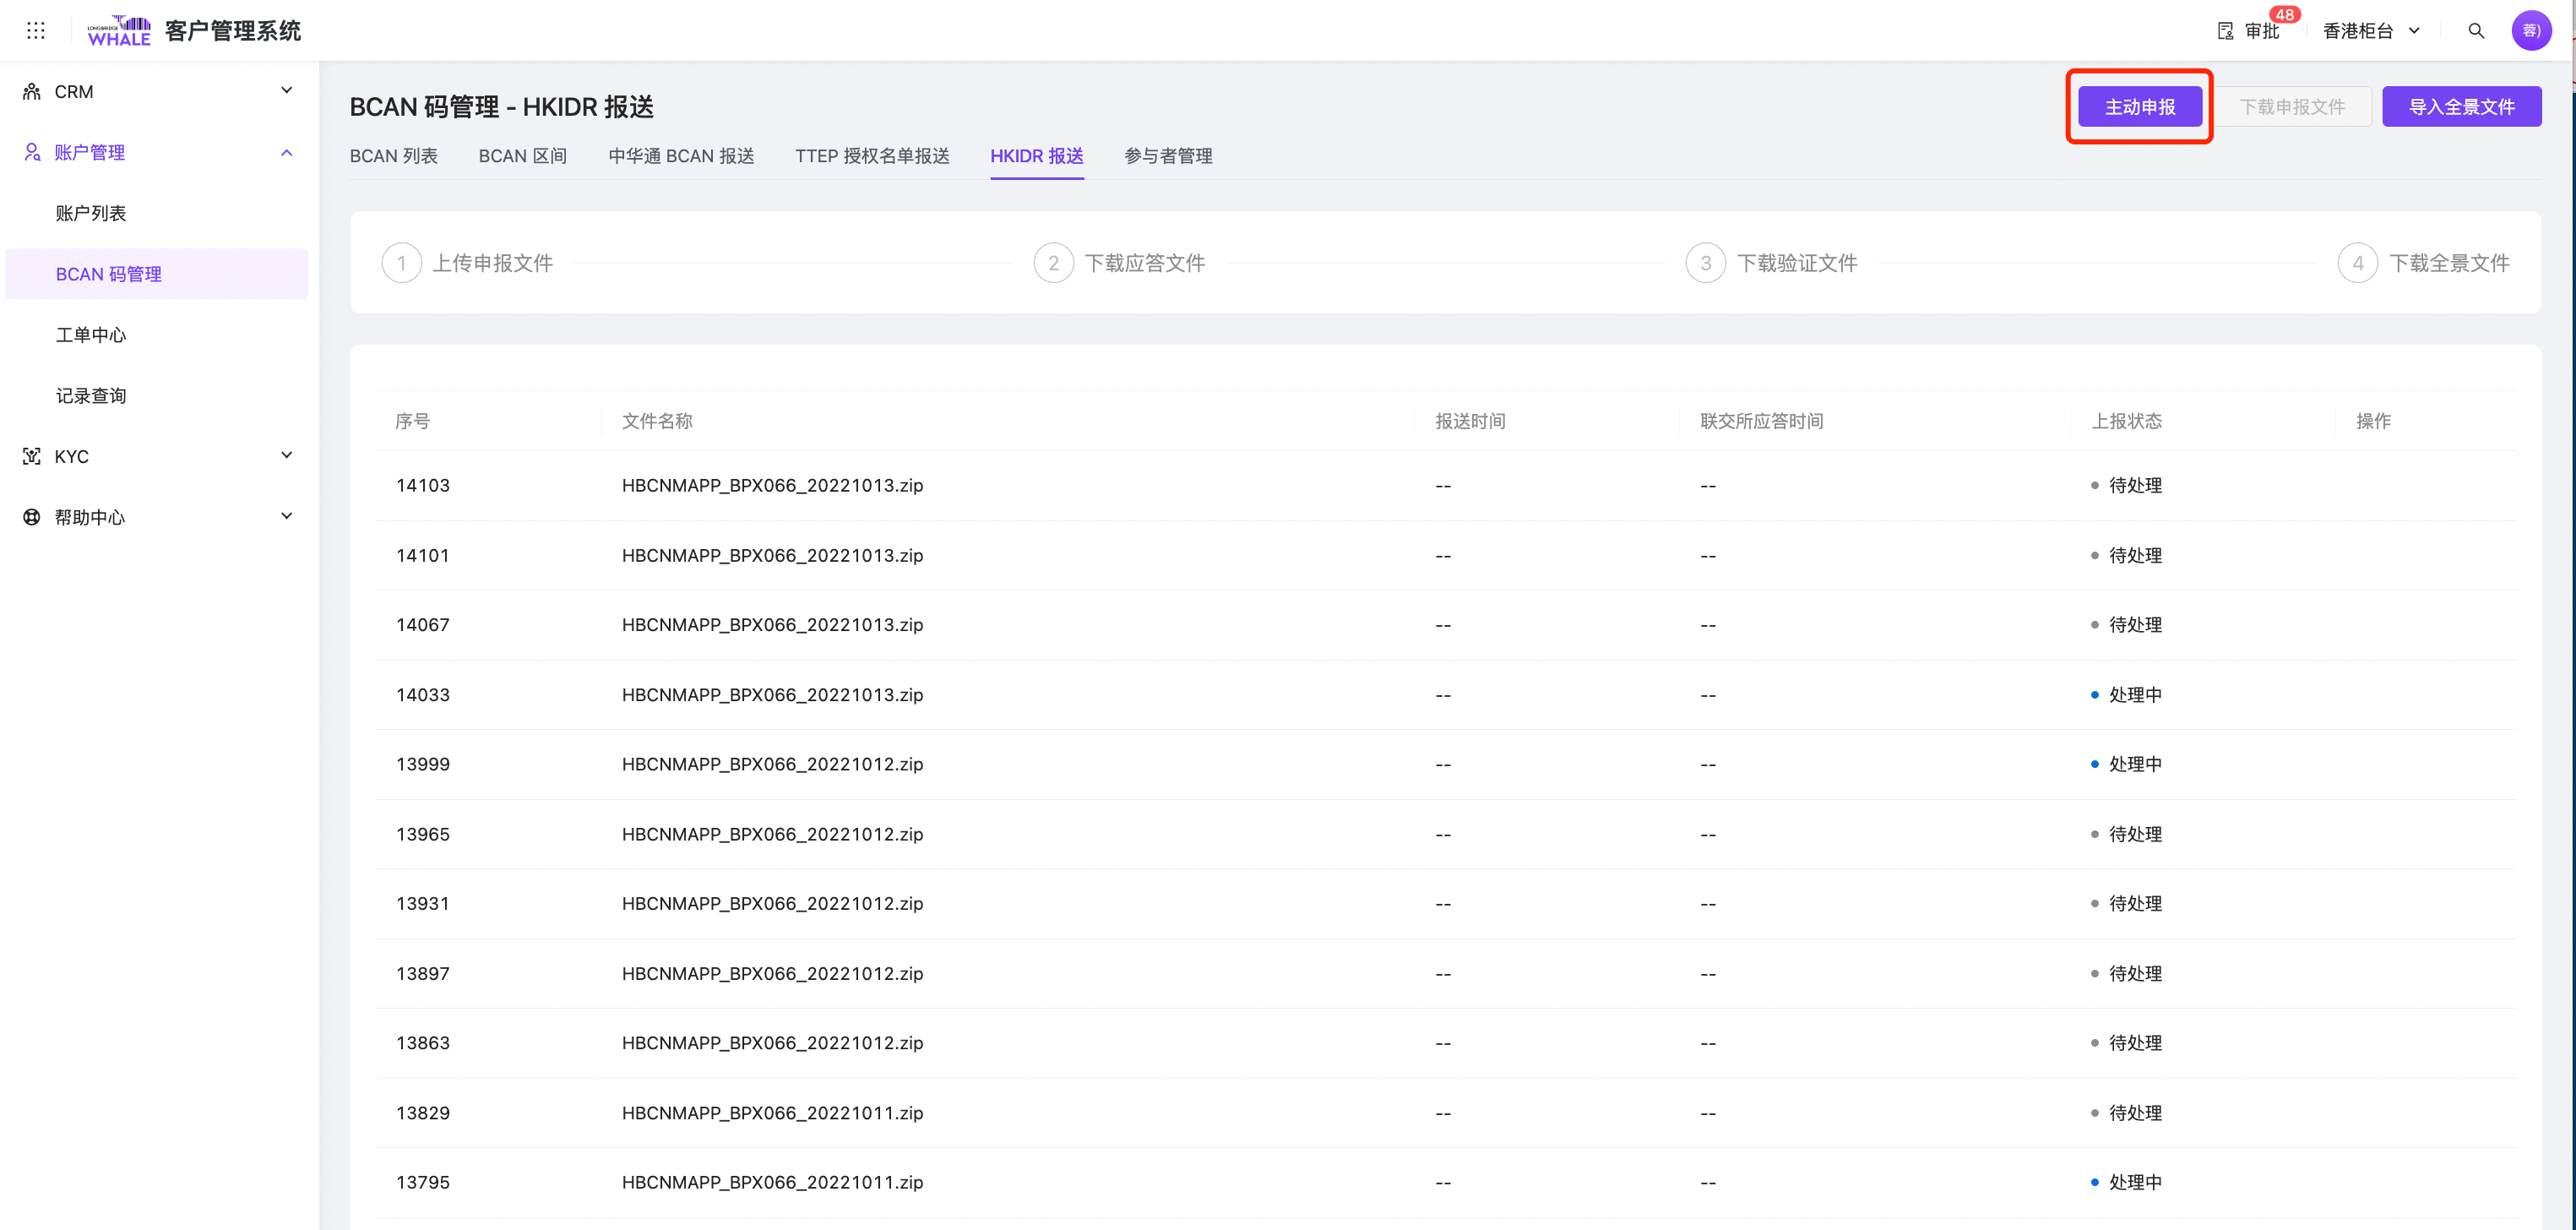 LONGBRIDGE
WHALE
客户管理系统
审批
48
香港柜台
蓉)
CRM
账户管理
账户列表
BCAN 码管理
工单中心
记录查询
KYC
帮助中心
BCAN 码管理 - HKIDR 报送
主动申报
下载申报文件
导入全景文件
BCAN 列表
BCAN 区间
中华通 BCAN 报送
TTEP 授权名单报送
HKIDR 报送
参与者管理
1 上传申报文件
2 下载应答文件
3 下载验证文件
4 下载全景文件
序号 文件名称 报送时间 联交所应答时间 上报状态 操作
14103 HBCNMAPP_BPX066_20221013.zip -- -- 待处理
14101 HBCNMAPP_BPX066_20221013.zip -- -- 待处理
14067 HBCNMAPP_BPX066_20221013.zip -- -- 待处理
14033 HBCNMAPP_BPX066_20221013.zip -- -- 处理中
13999 HBCNMAPP_BPX066_20221012.zip -- -- 处理中
13965 HBCNMAPP_BPX066_20221012.zip -- -- 待处理
13931 HBCNMAPP_BPX066_20221012.zip -- -- 待处理
13897 HBCNMAPP_BPX066_20221012.zip -- -- 待处理
13863 HBCNMAPP_BPX066_20221012.zip -- -- 待处理
13829 HBCNMAPP_BPX066_20221011.zip -- -- 待处理
13795 HBCNMAPP_BPX066_20221011.zip -- -- 处理中